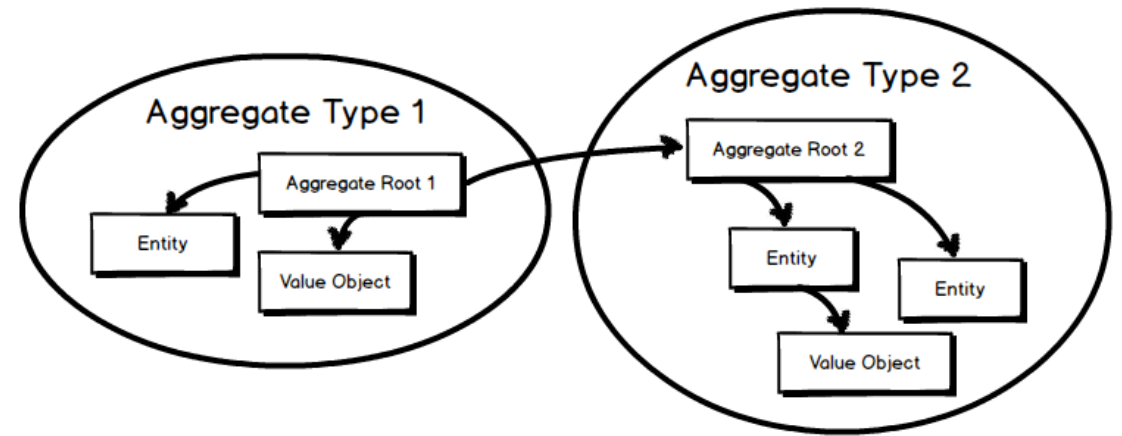 Aggregate Type 1
Aggregate Root 1
Entity
Value Object
Aggregate Type 2
Aggregate Root 2
Entity
Entity
Value Object